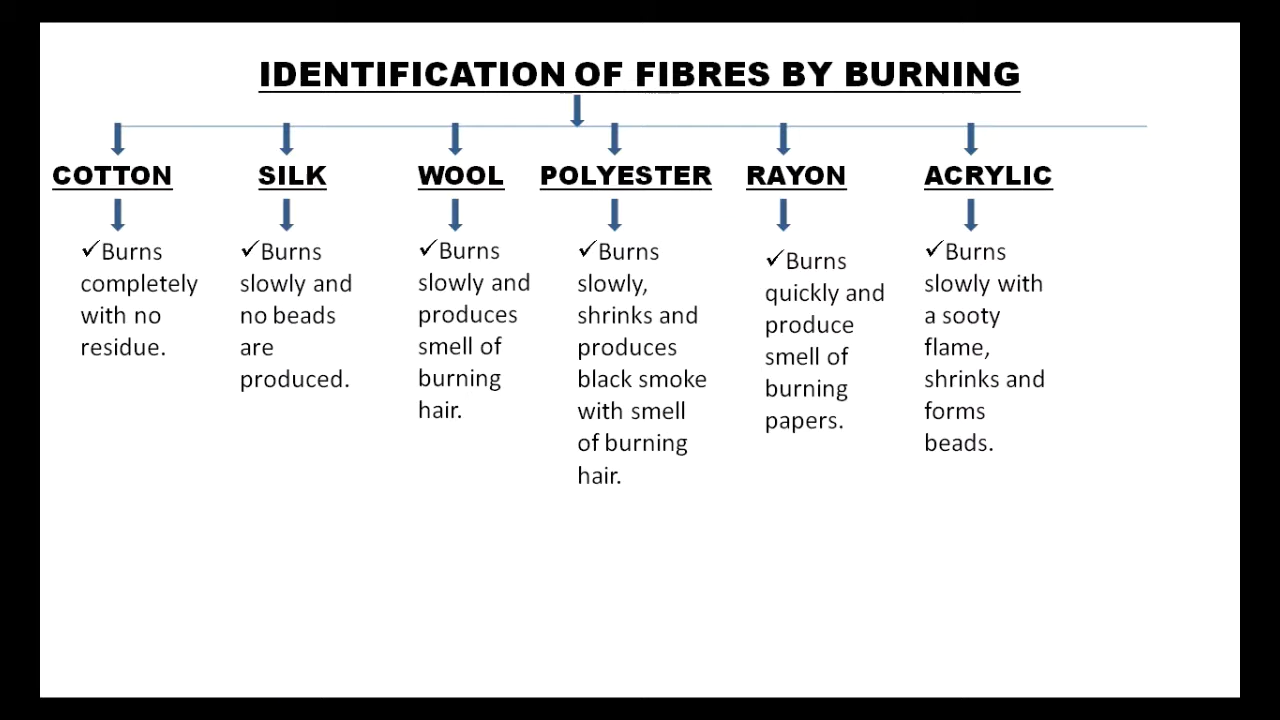 IDENTIFICATION OF FIBRES BY BURNING
COTTON
✓Burns
completely
with no
residue.
SILK
✓Burns
slowly and
no beads
are
produced.
WOOL
✓Burns
slowly and
produces
smell of
burning
hair.
POLYESTER
✓Burns
slowly,
shrinks and
produces
black smoke
with smell
of burning
hair.
RAYON
✓Burns
quickly and
produce
smell of
burning
papers.
ACRYLIC
✓Burns
slowly with
a sooty
flame,
shrinks and
forms
beads.